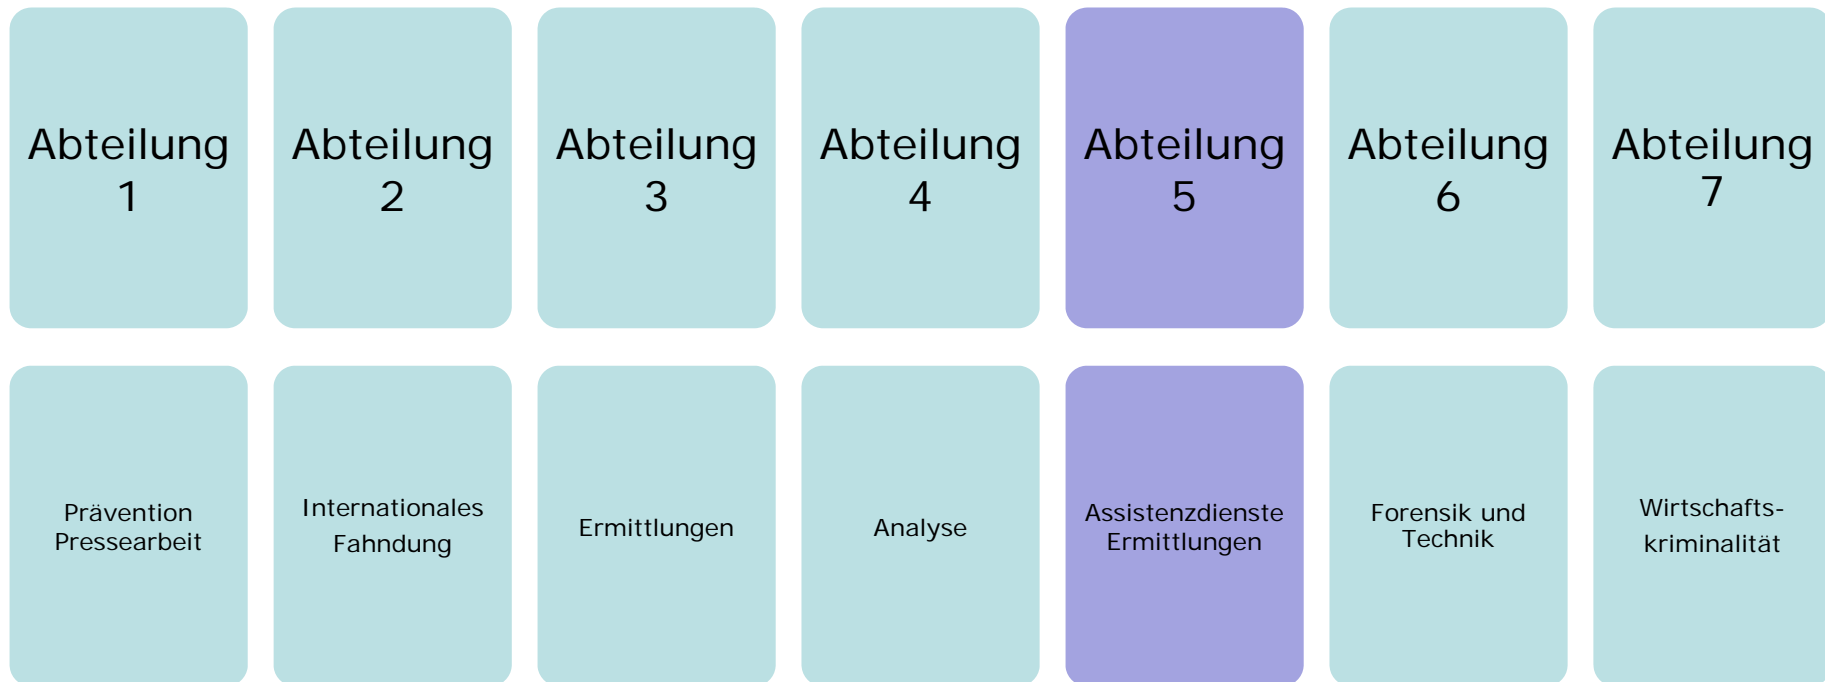 Abteilung
1
Abteilung
2
Abteilung
3
Abteilung
4
Abteilung
5
Abteilung
6
Abteilung
7
Prävention
Pressearbeit
Internationales
Fahndung
Ermittlungen
Analyse
Assistenzdienste
Ermittlungen
Forensik und
Technik
Wirtschafts-
kriminalität